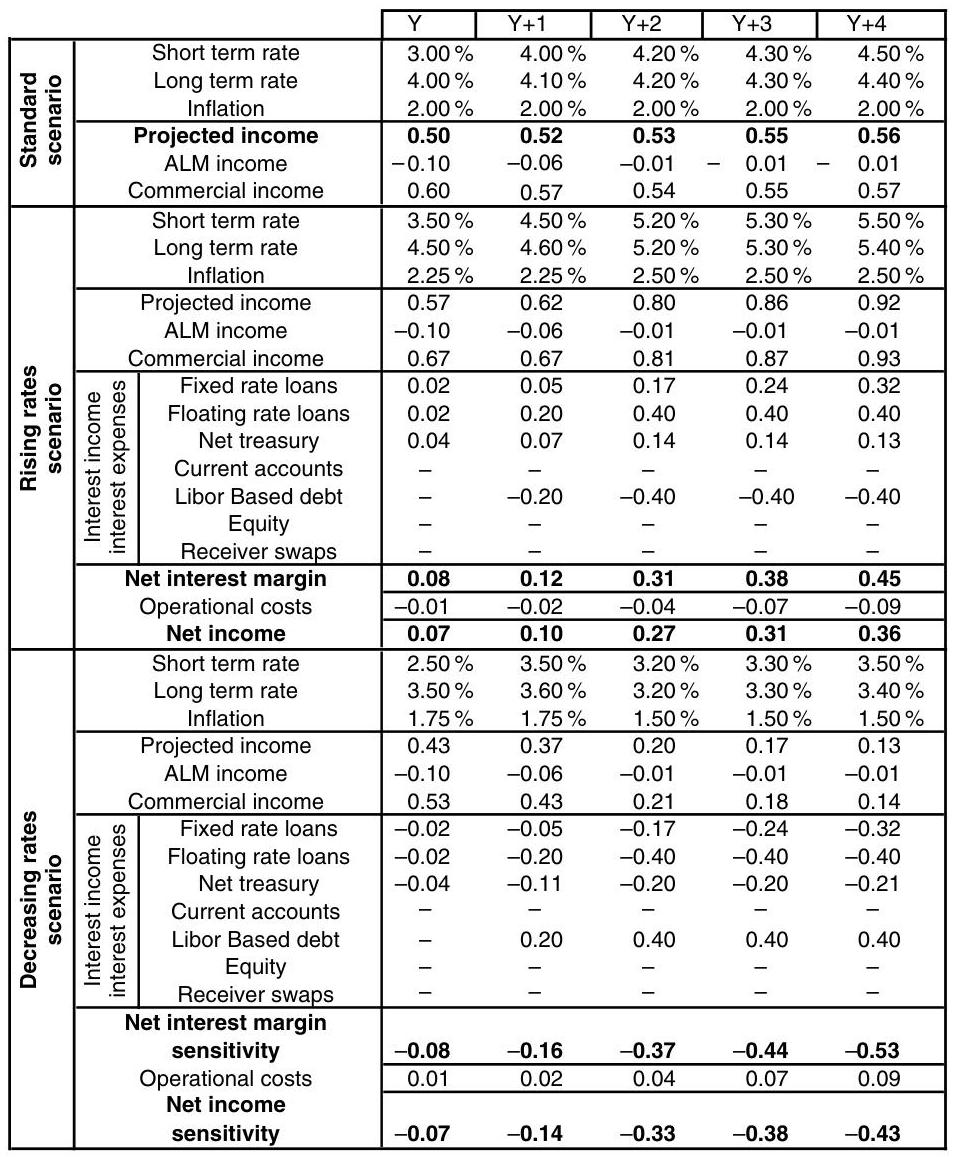 Y Y+1 Y+2 Y+3 Y+4
Standard scenario
Short term rate 3.00 % 4.00 % 4.20 % 4.30 % 4.50 %
Long term rate 4.00 % 4.10 % 4.20 % 4.30 % 4.40 %
Inflation 2.00 % 2.00 % 2.00 % 2.00 % 2.00 %
Projected income 0.50 0.52 0.53 0.55 0.56
ALM income –0.10 –0.06 –0.01 – 0.01 – 0.01
Commercial income 0.60 0.57 0.54 0.55 0.57
Rising rates scenario
Short term rate 3.50 % 4.50 % 5.20 % 5.30 % 5.50 %
Long term rate 4.50 % 4.60 % 5.20 % 5.30 % 5.40 %
Inflation 2.25 % 2.25 % 2.50 % 2.50 % 2.50 %
Projected income 0.57 0.62 0.80 0.86 0.92
ALM income –0.10 –0.06 –0.01 –0.01 –0.01
Commercial income 0.67 0.67 0.81 0.87 0.93
Interest income interest expenses
Fixed rate loans 0.02 0.05 0.17 0.24 0.32
Floating rate loans 0.02 0.20 0.40 0.40 0.40
Net treasury 0.04 0.07 0.14 0.14 0.13
Current accounts – – – – –
Libor Based debt – –0.20 –0.40 –0.40 –0.40
Equity – – – – –
Receiver swaps – – – – –
Net interest margin 0.08 0.12 0.31 0.38 0.45
Operational costs –0.01 –0.02 –0.04 –0.07 –0.09
Net income 0.07 0.10 0.27 0.31 0.36
Decreasing rates scenario
Short term rate 2.50 % 3.50 % 3.20 % 3.30 % 3.50 %
Long term rate 3.50 % 3.60 % 3.20 % 3.30 % 3.40 %
Inflation 1.75 % 1.75 % 1.50 % 1.50 % 1.50 %
Projected income 0.43 0.37 0.20 0.17 0.13
ALM income –0.10 –0.06 –0.01 –0.01 –0.01
Commercial income 0.53 0.43 0.21 0.18 0.14
Interest income interest expenses
Fixed rate loans –0.02 –0.05 –0.17 –0.24 –0.32
Floating rate loans –0.02 –0.20 –0.40 –0.40 –0.40
Net treasury –0.04 –0.11 –0.20 –0.20 –0.21
Current accounts – – – – –
Libor Based debt – 0.20 0.40 0.40 0.40
Equity – – – – –
Receiver swaps – – – – –
Net interest margin
sensitivity –0.08 –0.16 –0.37 –0.44 –0.53
Operational costs 0.01 0.02 0.04 0.07 0.09
Net income
sensitivity –0.07 –0.14 –0.33 –0.38 –0.43